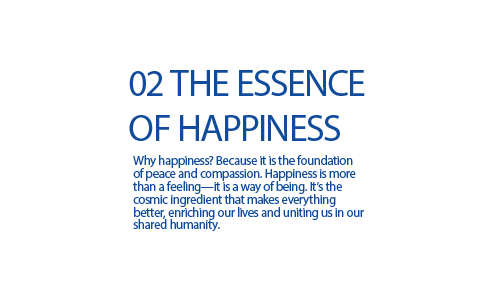 02 THE ESSENCE
OF HAPPINESS
Why happiness? Because it is the foundation
of peace and compassion. Happiness is more
than a feeling—it is a way of being. It’s the
cosmic ingredient that makes everything
better, enriching our lives and uniting us in our
shared humanity.